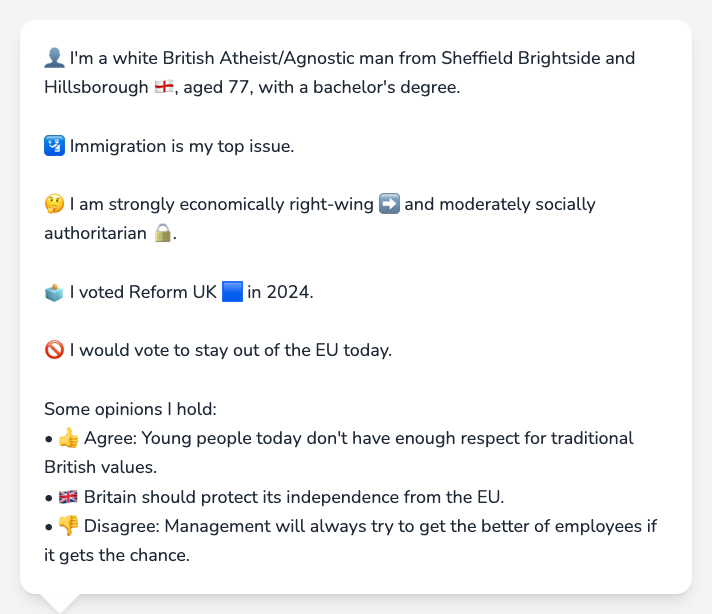 👤 I'm a white British Atheist/Agnostic man from Sheffield Brightside and
Hillsborough 🏴󠁧󠁢󠁥󠁮󠁧󠁿, aged 77, with a bachelor's degree.
🛂 Immigration is my top issue.
🤔 I am strongly economically right-wing ➡️ and moderately socially
authoritarian 🔒.
🗳️ I voted Reform UK 🟦 in 2024.
🚫 I would vote to stay out of the EU today.
Some opinions I hold:
• 👍 Agree: Young people today don't have enough respect for traditional
British values.
• 🇬🇧 Britain should protect its independence from the EU.
• 👎 Disagree: Management will always try to get the better of employees if
it gets the chance.